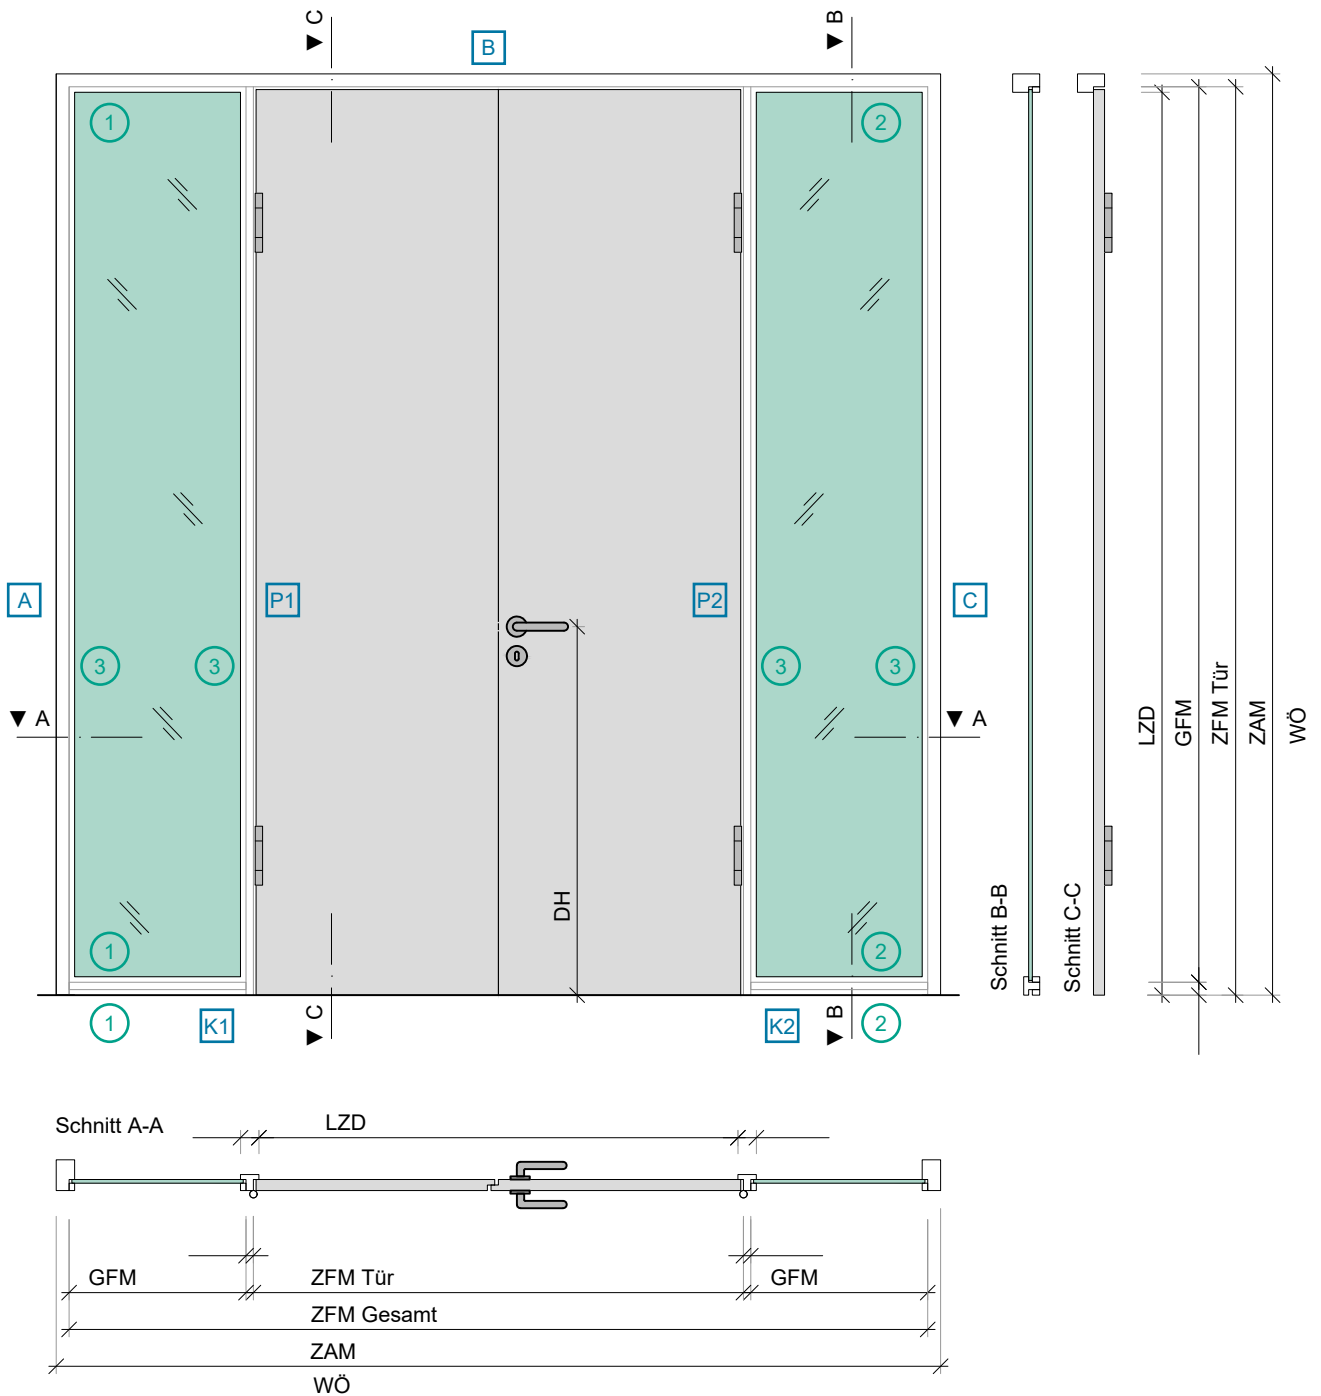 C
B
B
1
2
A
P1
P2
C
3
3
3
3
A
A
LZD
GFM
ZFM Tür
ZAM
WÖ
DH
Schnitt B-B
Schnitt C-C
1
2
1
K1
C
K2
B
2
Schnitt A-A
LZD
GFM
ZFM Tür
GFM
ZFM Gesamt
ZAM
WÖ